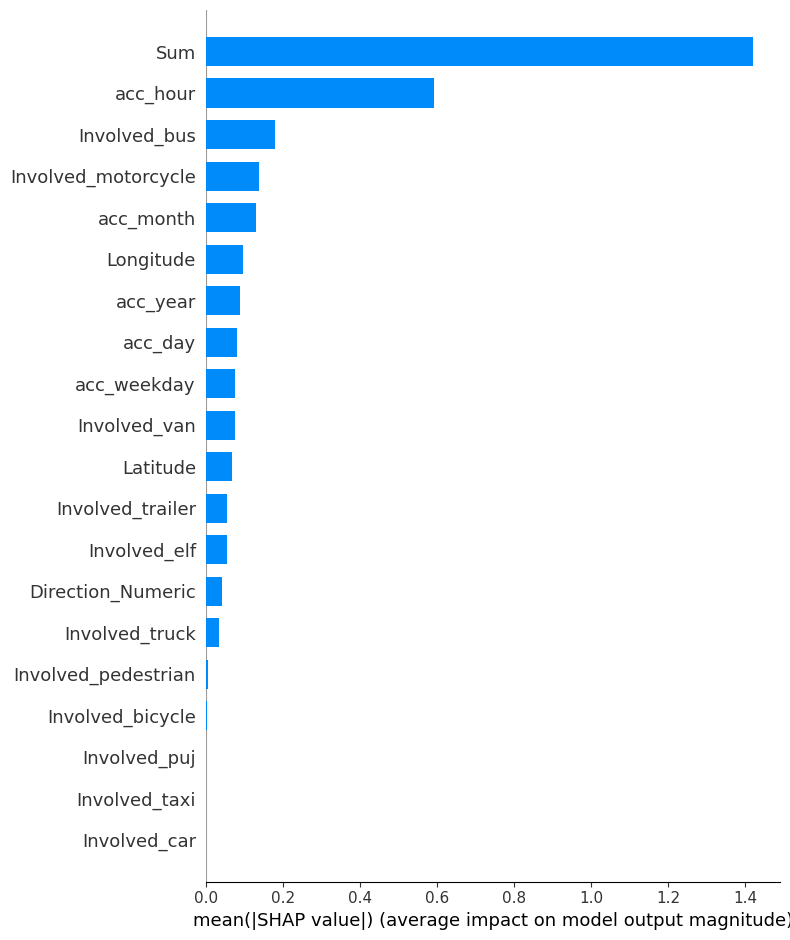 Sum
acc_hour
Involved_bus
Involved_motorcycle
acc_month
Longitude
acc_year
acc_day
acc_weekday
Involved_van
Latitude
Involved_trailer
Involved_elf
Direction_Numeric
Involved_truck
Involved_pedestrian
Involved_bicycle
Involved_puj
Involved_taxi
Involved_car
0.0 0.2 0.4 0.6 0.8 1.0 1.2 1.4
mean(|SHAP value|) (average impact on model output magnitude)